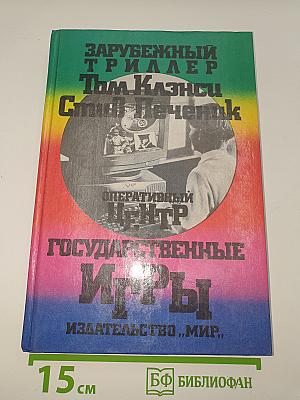 ЗАРУБЕЖНЫЙ
ТРИЛЛЕР
Том Клэнси
Стив Печеник
ОПЕРАТИВНЫЙ
ЦЕНТР
ГОСУДАРСТВЕННЫЕ
ИГРЫ
ИЗДАТЕЛЬСТВО „МИР„
15 см
БФ БИБЛИОФАН